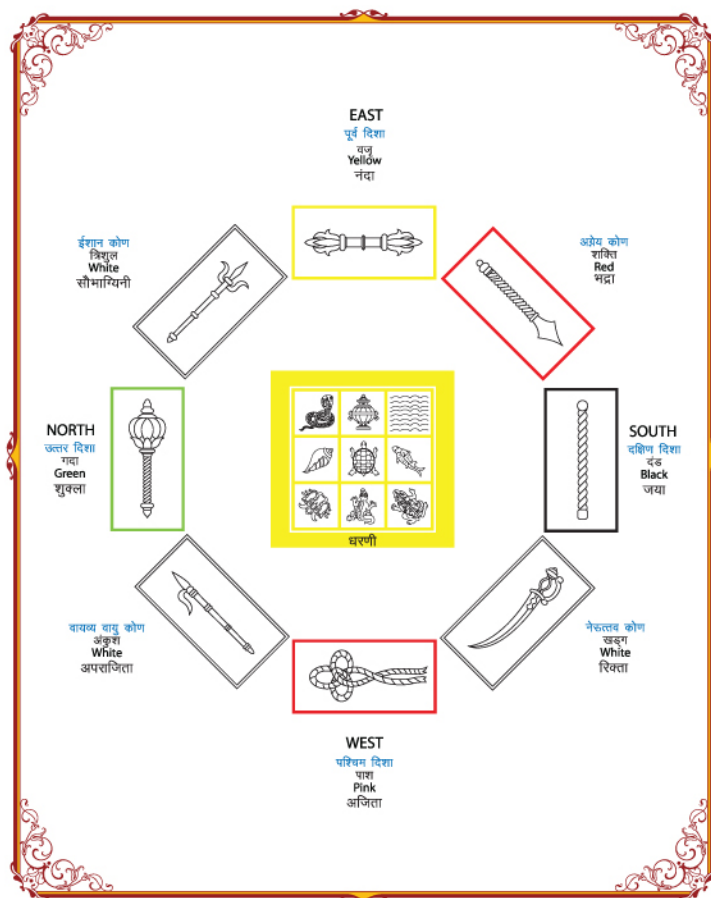 EAST
पूर्व दिशा
वज्र
Yellow
नंदा
ईशान कोण
त्रिशुल
White
सौभाग्यिनी
अग्नेय कोण
शक्ति
Red
भद्रा
NORTH
उत्तर दिशा
गदा
Green
शुक्ला
SOUTH
दक्षिण दिशा
दंड
Black
जया
धरणी
वायव्य वायु कोण
अंकुश
White
अपराजिता
नेरुत्तव कोण
खड्ग
White
रिक्ता
WEST
पश्चिम दिशा
पाश
Pink
अजिता